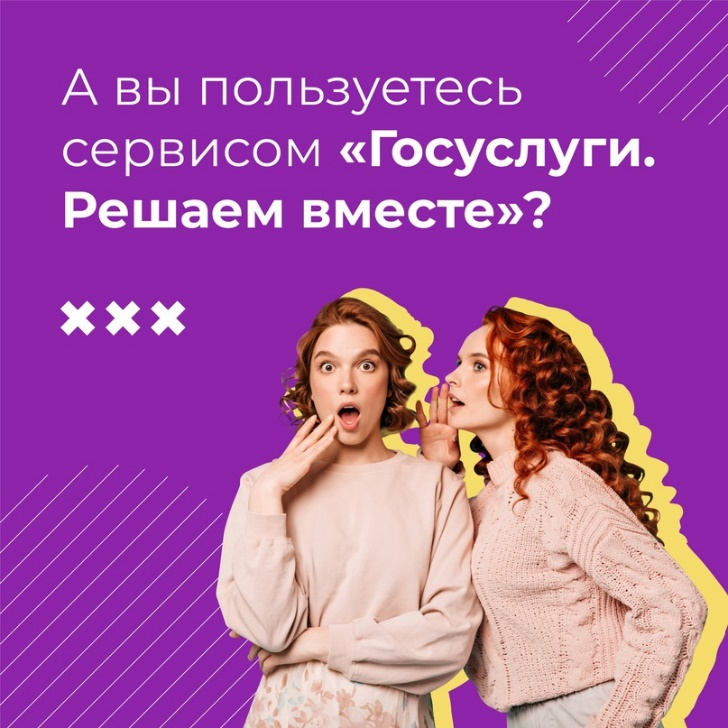 А вы пользуетесь
сервисом «Госуслуги.
Решаем вместе»?